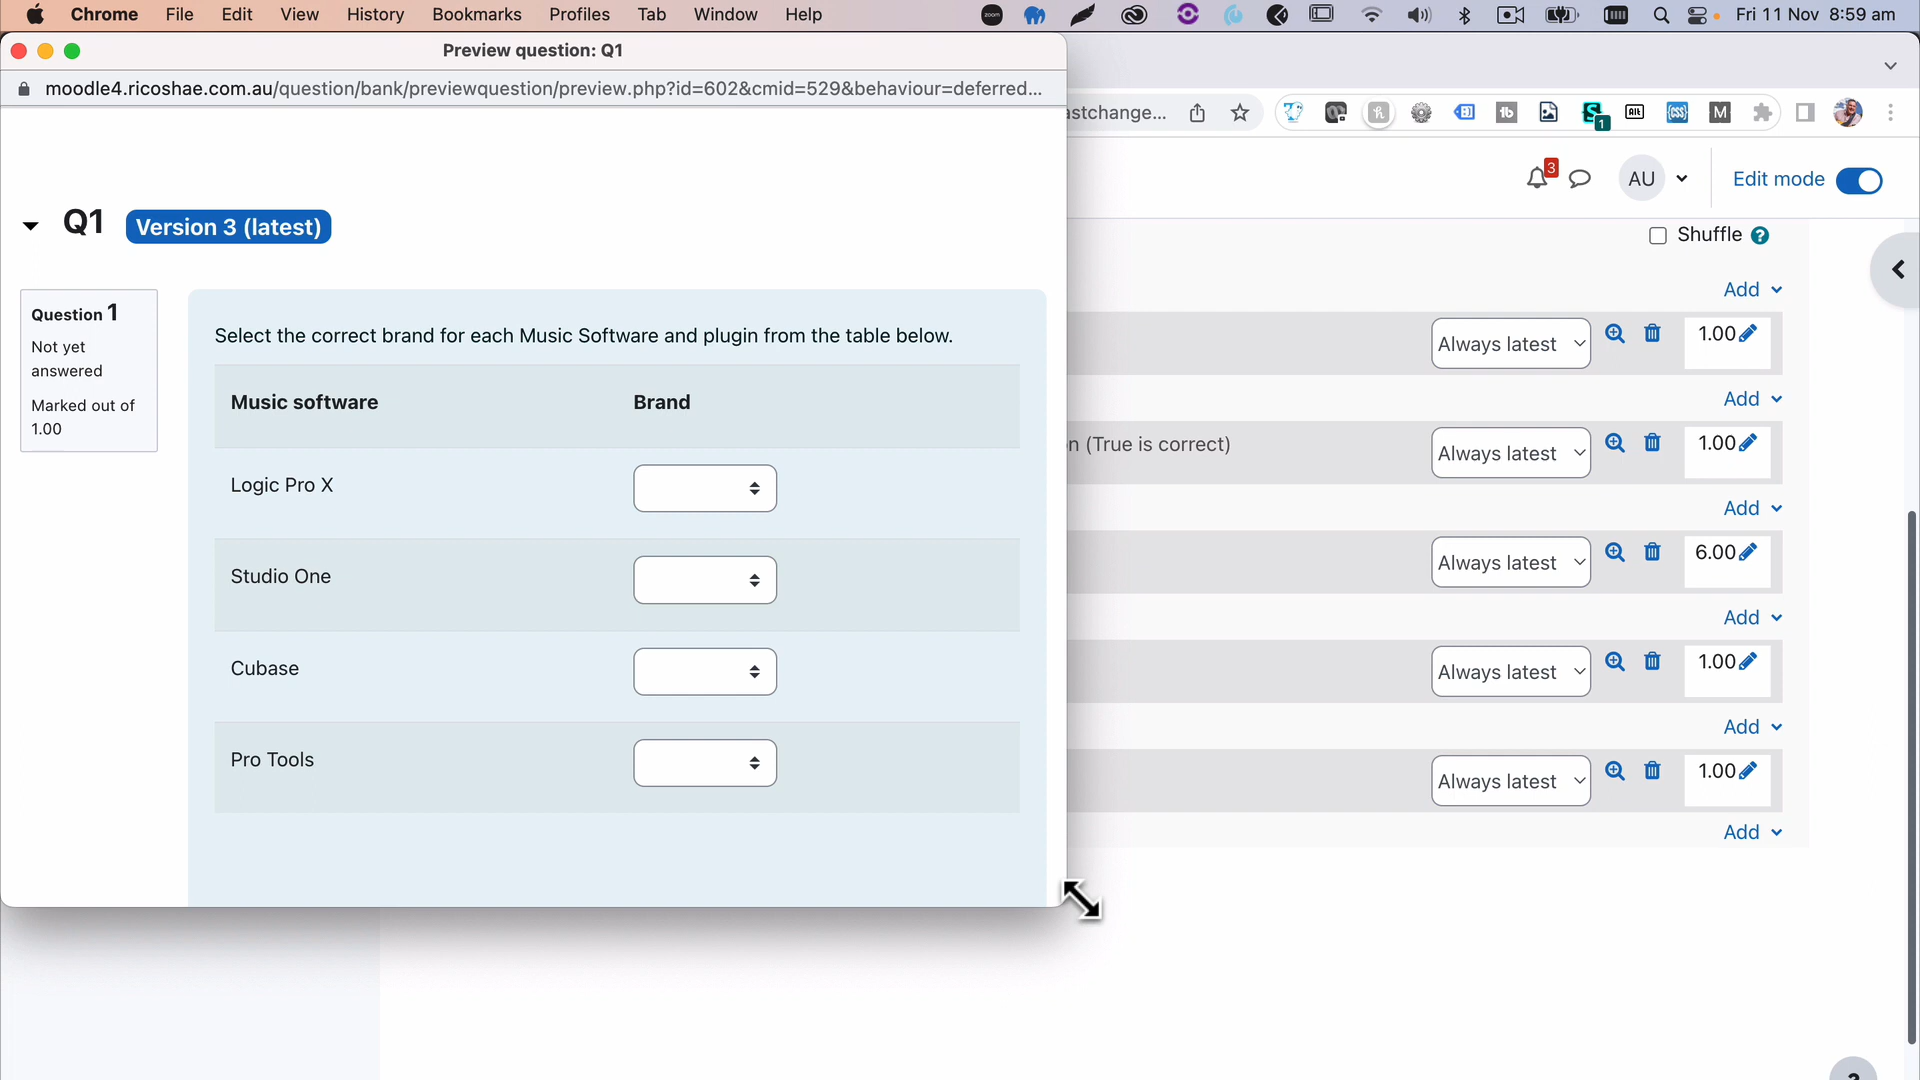 Chrome File Edit View History Bookmarks Profiles Tab Window Help
zoom
Fri 11 Nov 8:59 am
Preview question: Q1
moodle4.ricoshae.com.au/question/bank/previewquestion/preview.php?id=602&cmid=529&behaviour=deferred...
astchange...
1
Alt
CSS
M
3
AU
Edit mode
Q1 Version 3 (latest)
Shuffle ?
Question 1
Not yet
answered
Marked out of
1.00
Select the correct brand for each Music Software and plugin from the table below.
Music software Brand
Logic Pro X
Studio One
Cubase
Pro Tools
Add
Always latest 1.00
Add
n (True is correct) Always latest 1.00
Add
Always latest 6.00
Add
Always latest 1.00
Add
Always latest 1.00
Add